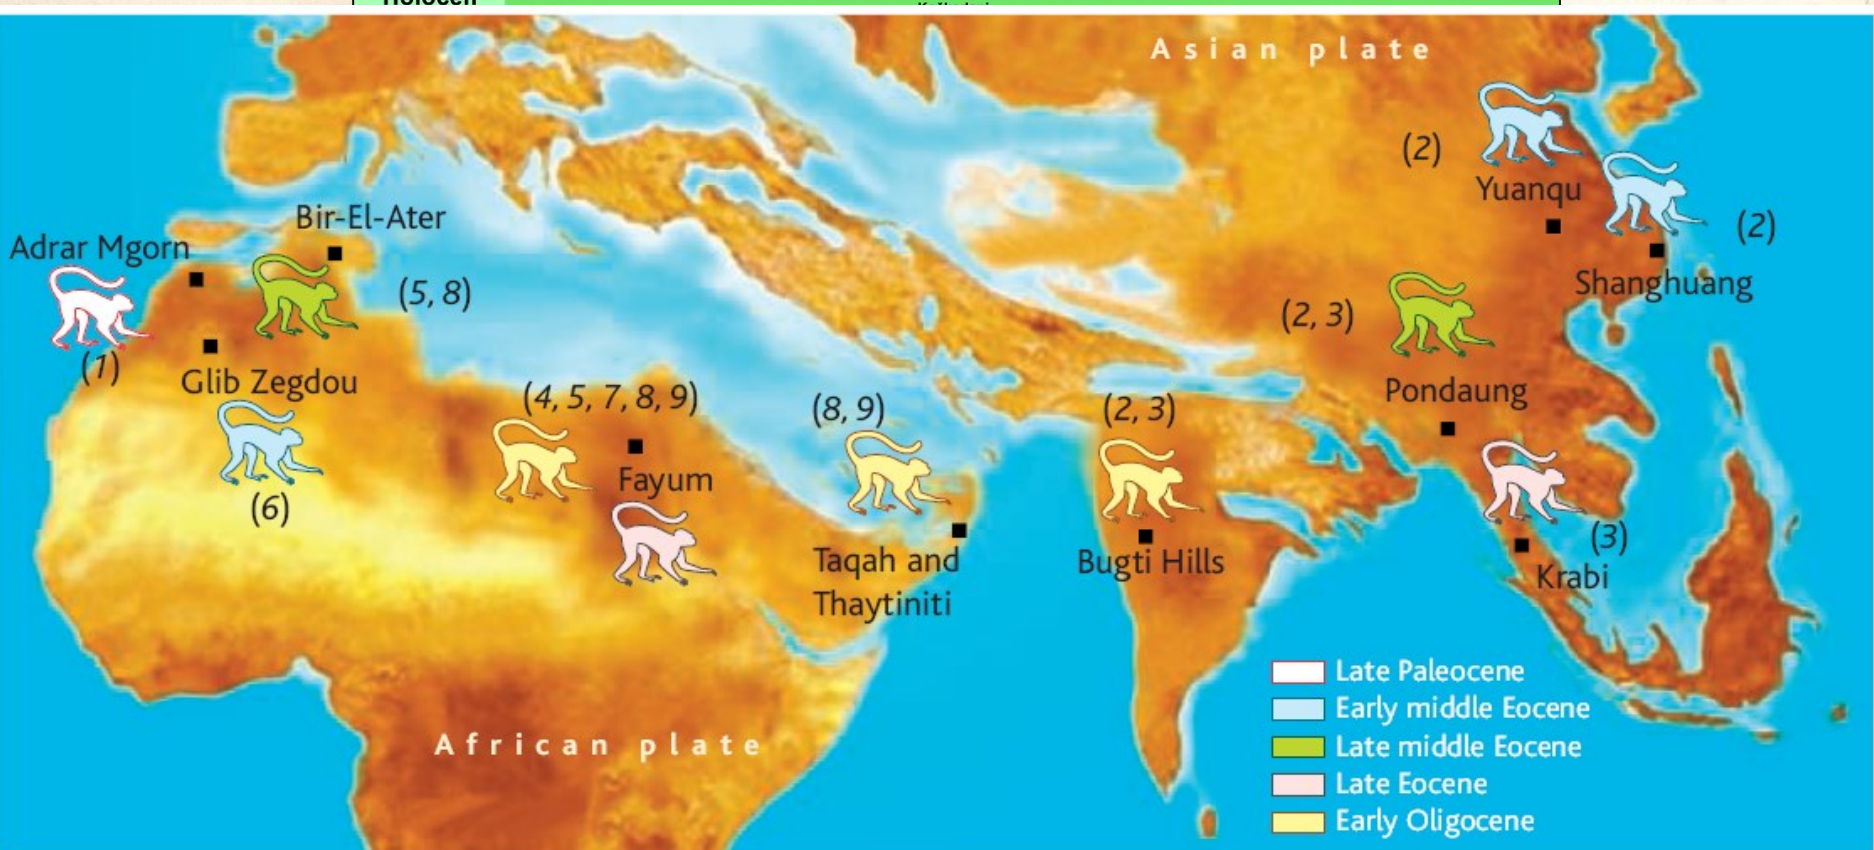 Holocén
Asian plate
(2)
Yuanqu
(2)
Shanghuang
Bir-El-Ater
Adrar Mgorn
(5, 8)
(1)
Glib Zegdou
(6)
(2, 3)
Pondaung
(4, 5, 7, 8, 9)
Fayum
(8, 9)
Taqah and
Thaytiniti
(2, 3)
Bugti Hills
(3)
Krabi
African plate
Late Paleocene
Early middle Eocene
Late middle Eocene
Late Eocene
Early Oligocene